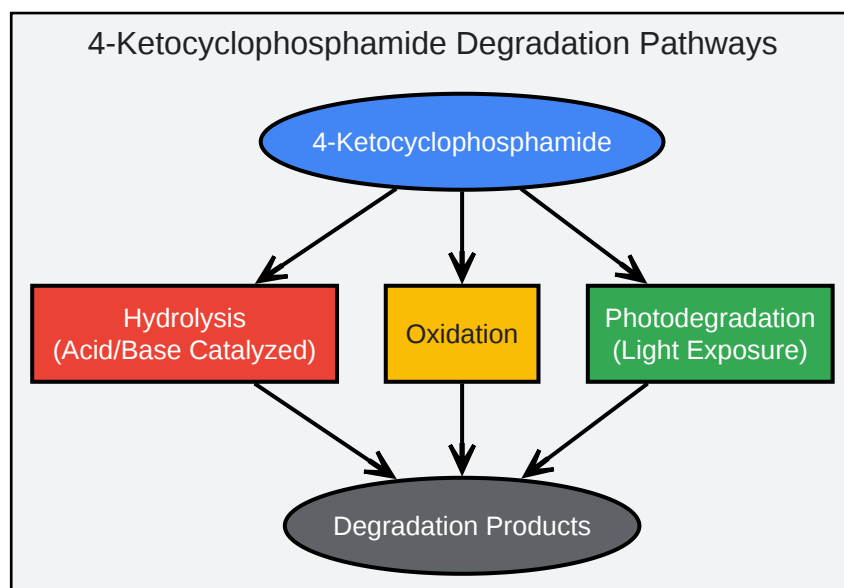 4-Ketocyclophosphamide Degradation Pathways
4-Ketocyclophosphamide
Hydrolysis
(Acid/Base Catalyzed)
Oxidation
Photodegradation
(Light Exposure)
Degradation Products